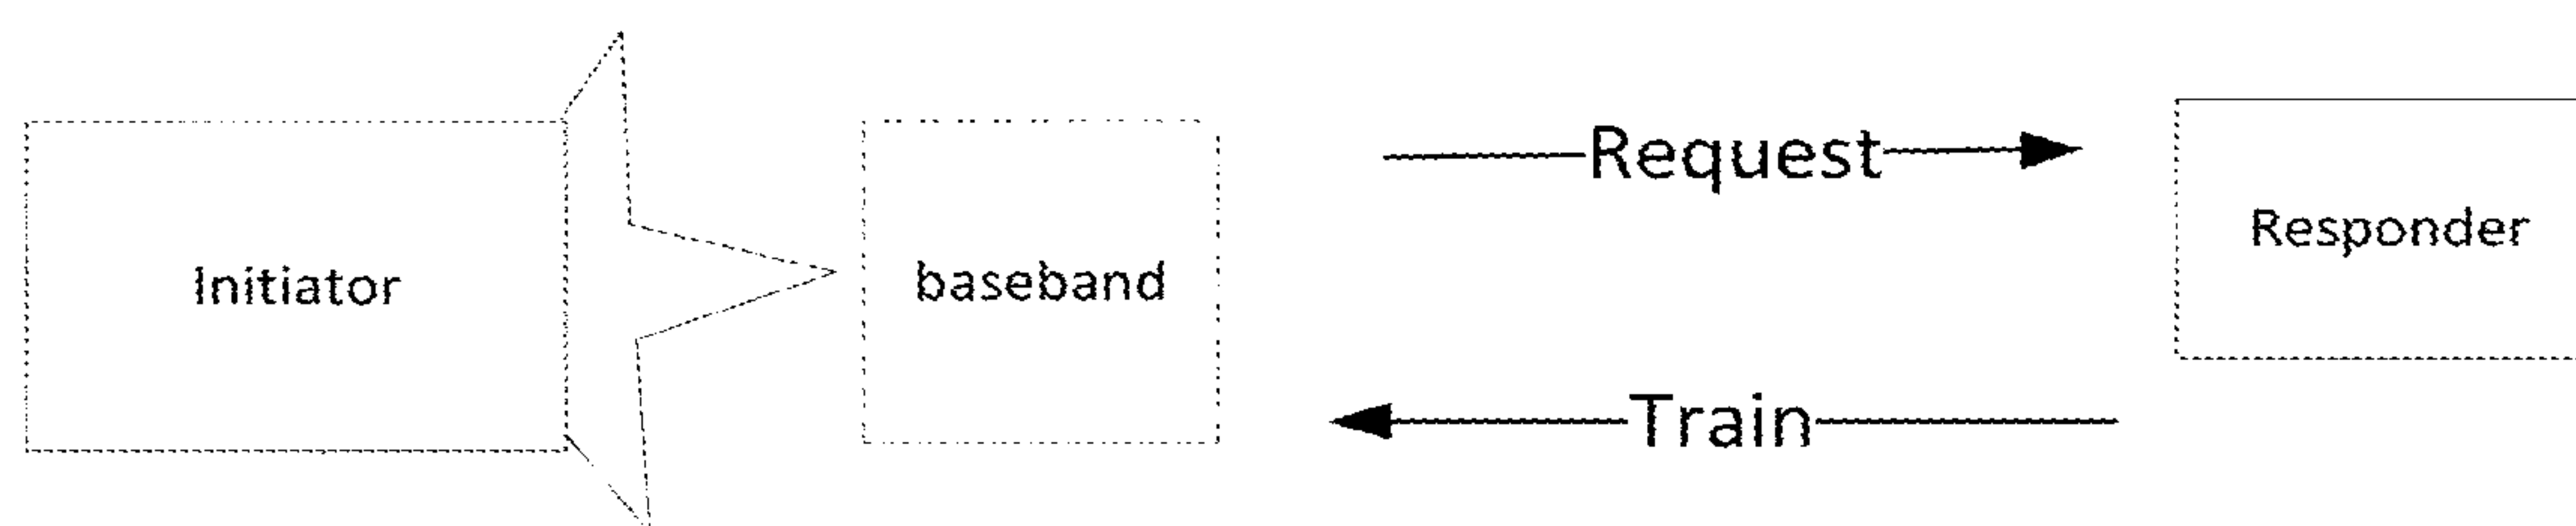 Initiator
baseband
Request
Responder
Train